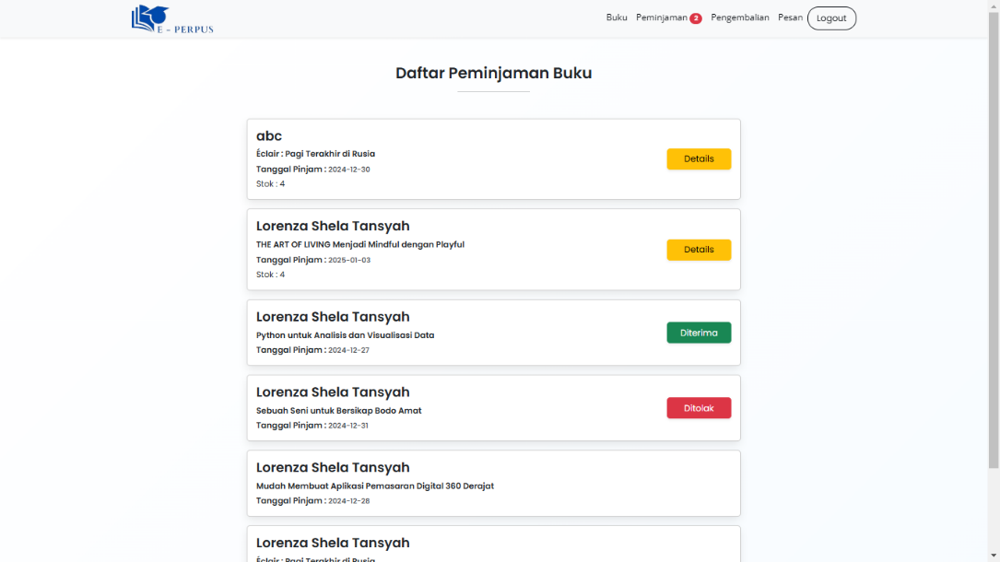 E - PERPUS
Buku Peminjaman 2 Pengembalian Pesan Logout
Daftar Peminjaman Buku
abc
Éclair : Pagi Terakhir di Rusia
Tanggal Pinjam : 2024-12-30
Stok : 4
Details
Lorenza Shela Tansyah
THE ART OF LIVING Menjadi Mindful dengan Playful
Tanggal Pinjam : 2025-01-03
Stok : 4
Details
Lorenza Shela Tansyah
Python untuk Analisis dan Visualisasi Data
Tanggal Pinjam : 2024-12-27
Diterima
Lorenza Shela Tansyah
Sebuah Seni untuk Bersikap Bodo Amat
Tanggal Pinjam : 2024-12-31
Ditolak
Lorenza Shela Tansyah
Mudah Membuat Aplikasi Pemasaran Digital 360 Derajat
Tanggal Pinjam : 2024-12-28
Lorenza Shela Tansyah
Éclair : Pagi Terakhir di Rusia